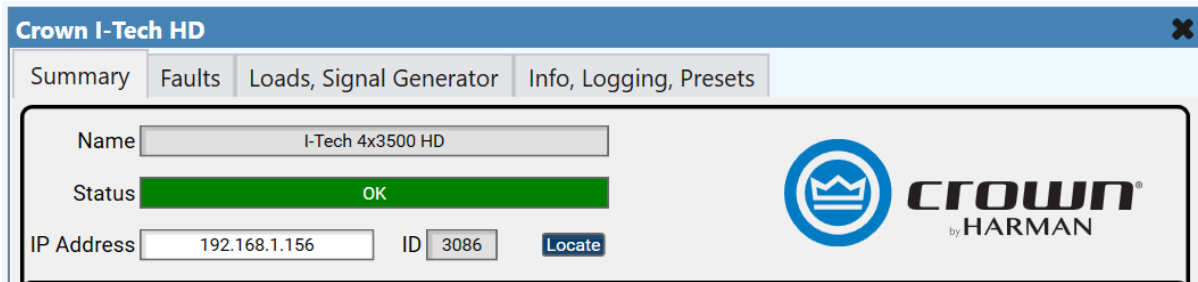 Crown I-Tech HD
Summary Faults Loads, Signal Generator Info, Logging, Presets
Name I-Tech 4x3500 HD
Status OK
IP Address 192.168.1.156 ID 3086 Locate
crown®
by HARMAN